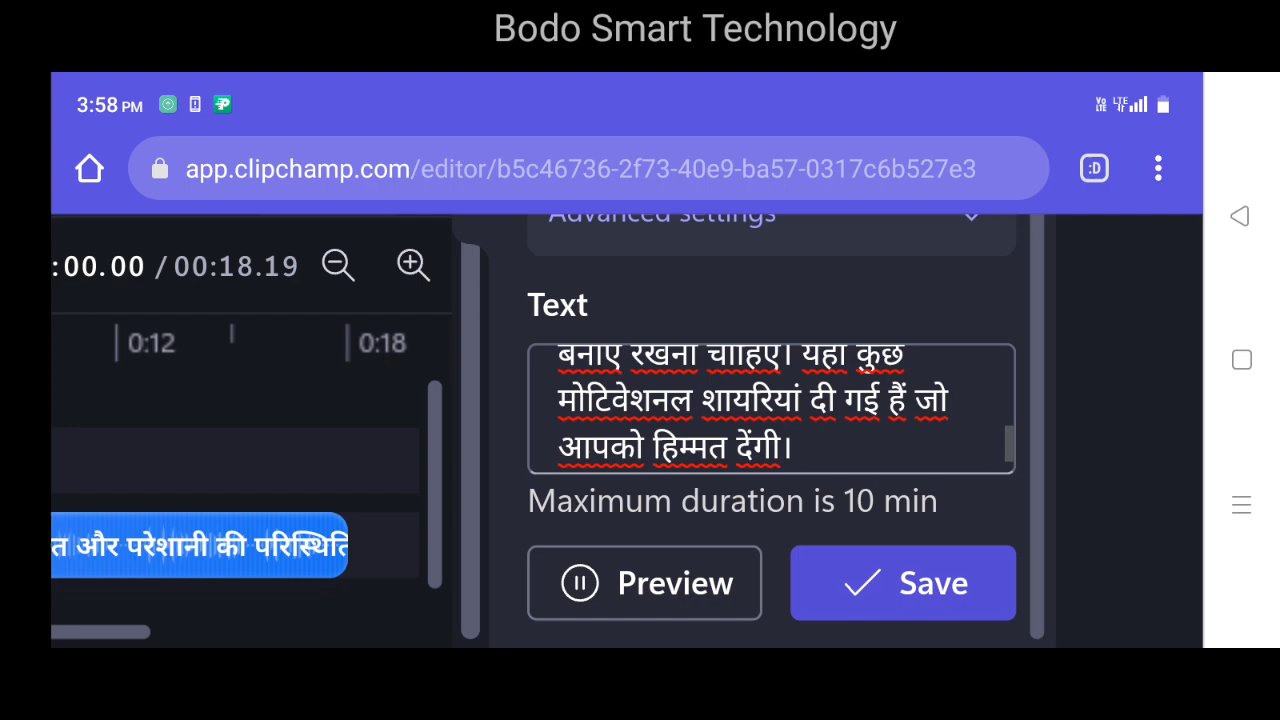 Bodo Smart Technology
3:58 PM
app.clipchamp.com/editor/b5c46736-2f73-40e9-ba57-0317c6b527e3
:D
Advanced settings
:00.00 / 00:18.19
0:12 0:18
त और परेशानी की परिस्थिति
Text
बनाए रखना चाहिए। यहां कुछ
मोटिवेशनल शायरियां दी गई हैं जो
आपको हिम्मत देंगी।
Maximum duration is 10 min
Preview
Save